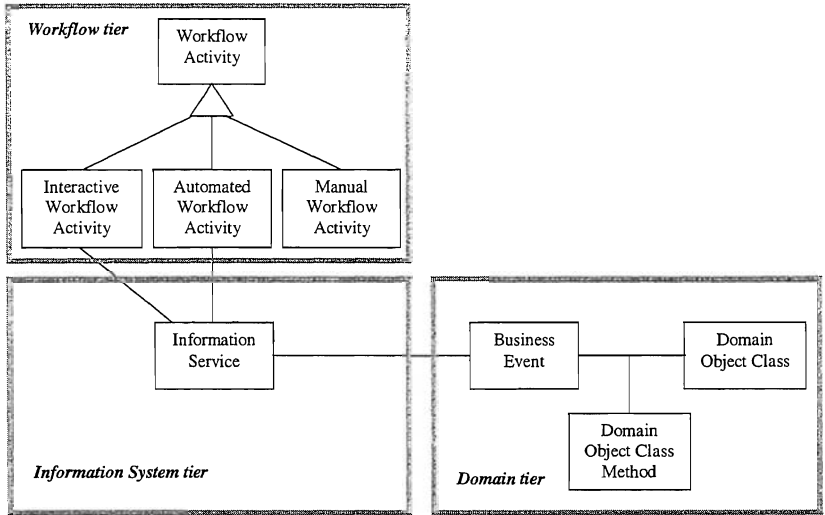 Workflow tier
Workflow
Activity
Interactive
Workflow
Activity
Automated
Workflow
Activity
Manual
Workflow
Activity
Information
Service
Business
Event
Domain
Object Class
Domain
Object Class
Method
Information System tier
Domain tier